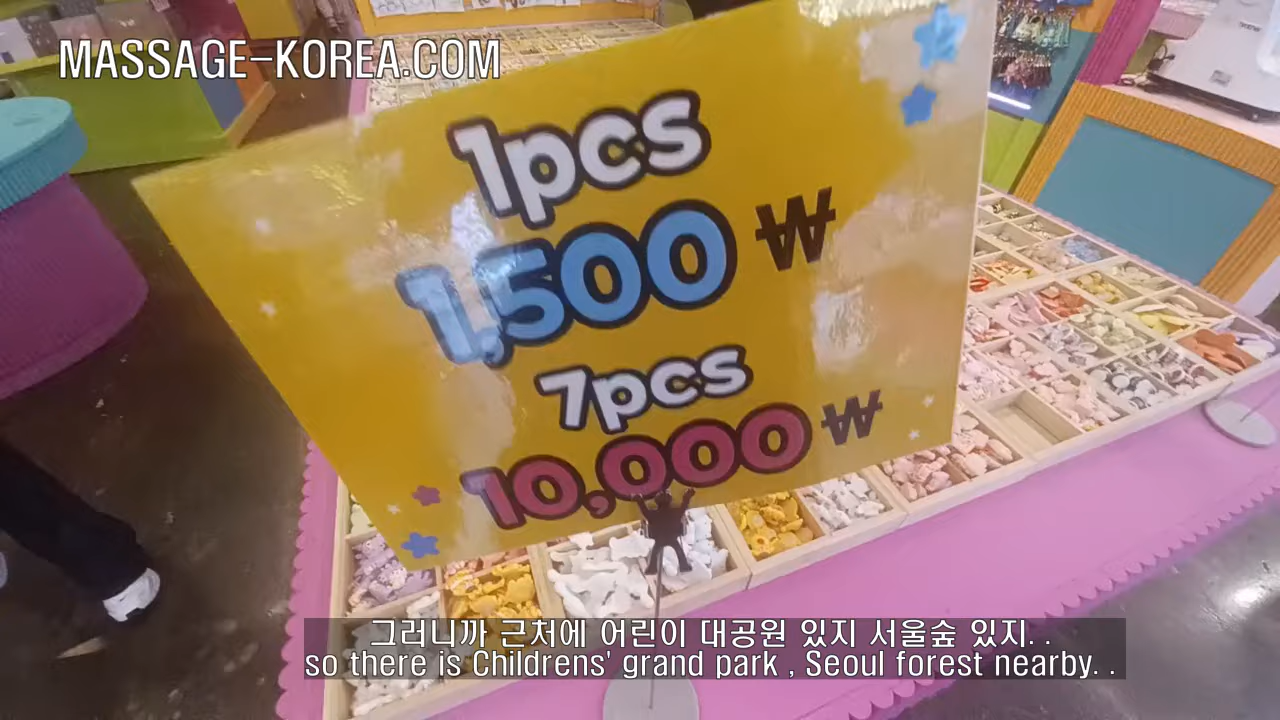 MASSAGE-KOREA.COM
1pcs
1,500 ₩
7pcs
10,000 ₩
그러니까 근처에 어린이 대공원 있지 서울숲 있지. .
so there is Childrens' grand park , Seoul forest nearby. .